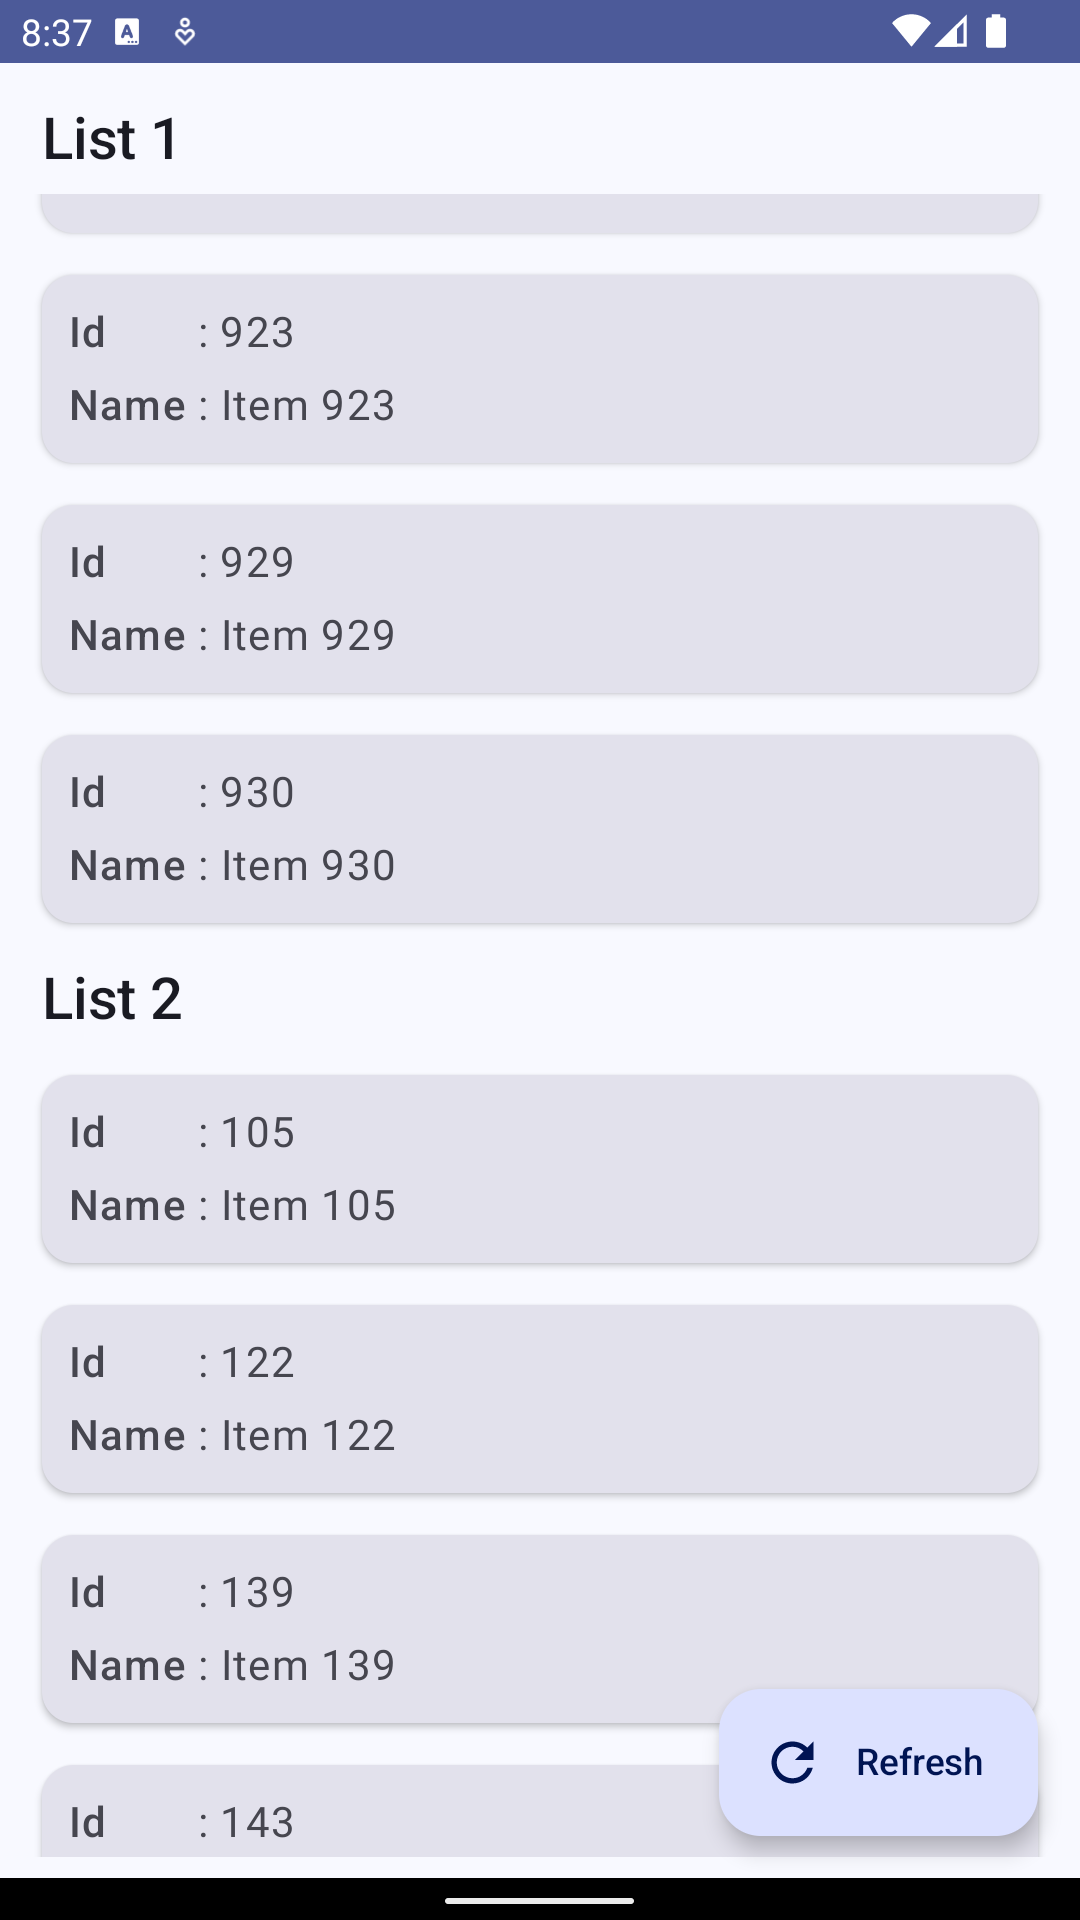 8:37
List 1
Id : 923
Name : Item 923
Id : 929
Name : Item 929
Id : 930
Name : Item 930
List 2
Id : 105
Name : Item 105
Id : 122
Name : Item 122
Id : 139
Name : Item 139
Id : 143
Refresh